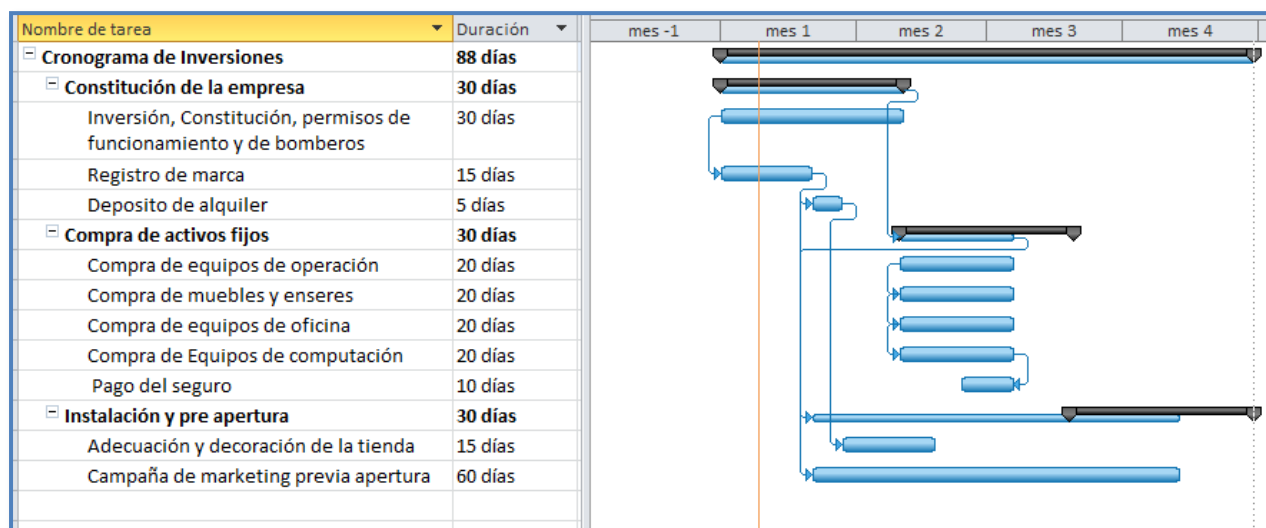 Nombre de tarea Duración mes -1 mes 1 mes 2 mes 3 mes 4
Cronograma de Inversiones 88 días
Constitución de la empresa 30 días
Inversión, Constitución, permisos de 30 días
funcionamiento y de bomberos
Registro de marca 15 días
Deposito de alquiler 5 días
Compra de activos fijos 30 días
Compra de equipos de operación 20 días
Compra de muebles y enseres 20 días
Compra de equipos de oficina 20 días
Compra de Equipos de computación 20 días
Pago del seguro 10 días
Instalación y pre apertura 30 días
Adecuación y decoración de la tienda 15 días
Campaña de marketing previa apertura 60 días